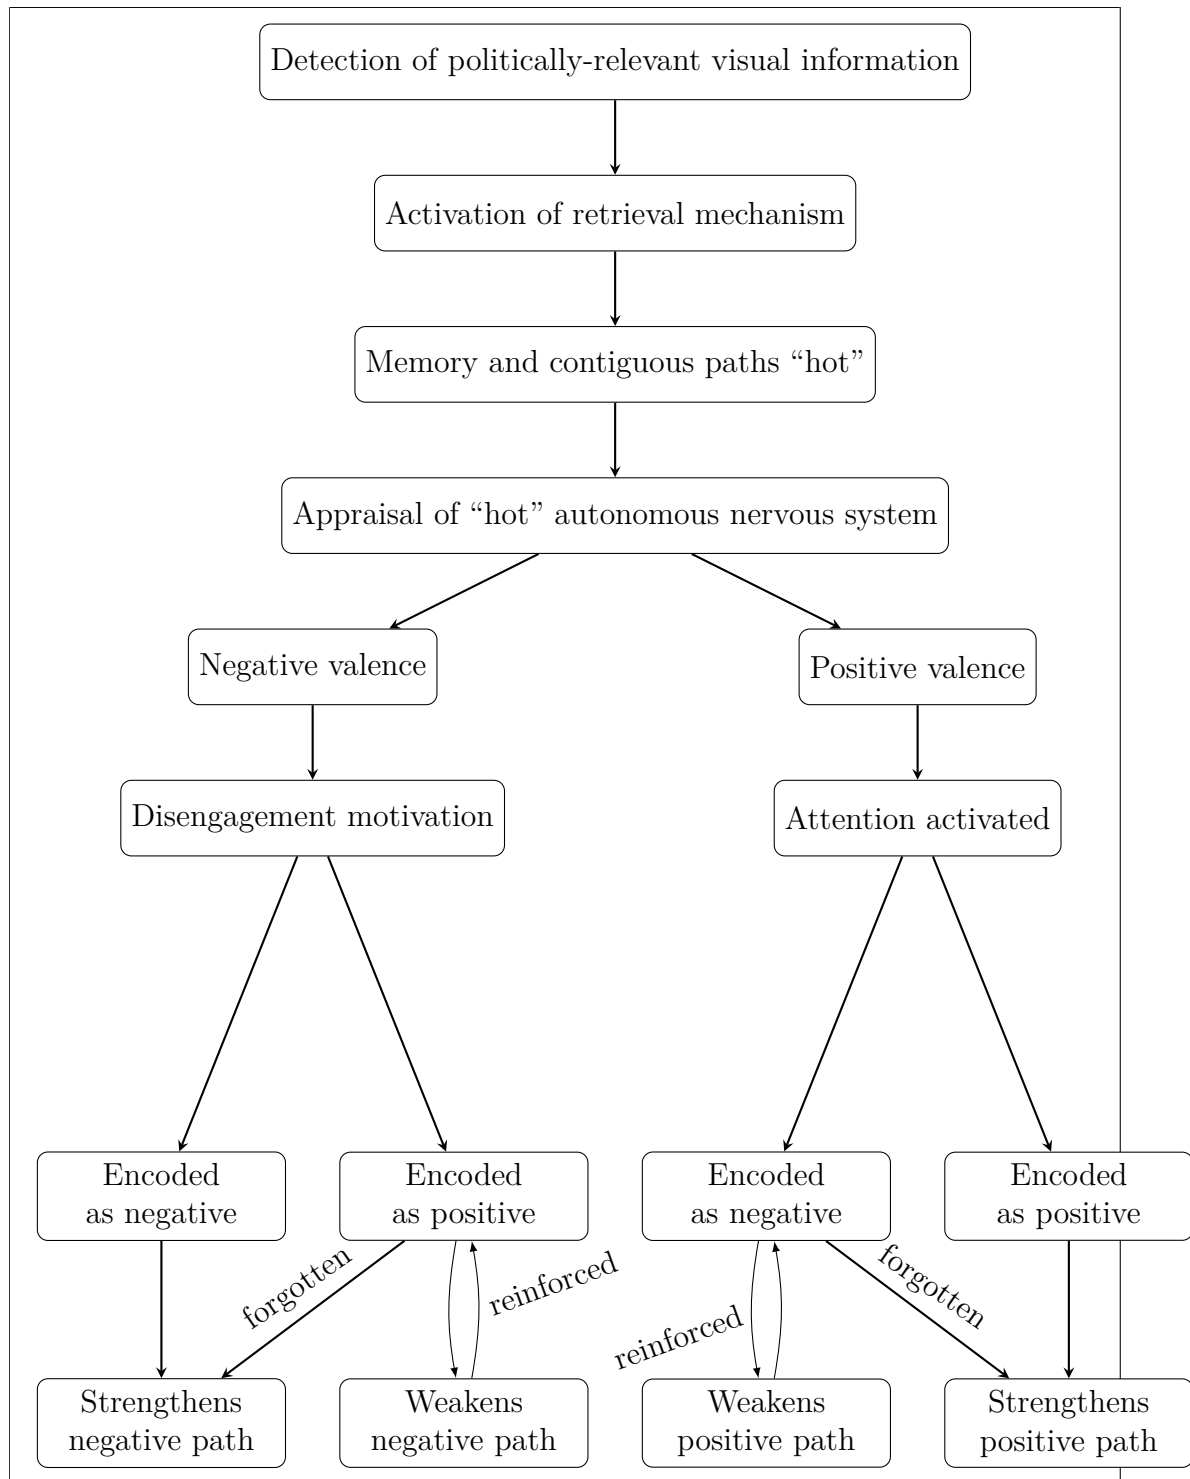 Detection of politically-relevant visual information
Activation of retrieval mechanism
Memory and contiguous paths “hot”
Appraisal of “hot” autonomous nervous system
Negative valence
Positive valence
Disengagement motivation
Attention activated
Encoded
as negative
Encoded
as positive
Encoded
as negative
Encoded
as positive
forgotten
reinforced
reinforced
forgotten
Strengthens
negative path
Weakens
negative path
Weakens
positive path
Strengthens
positive path